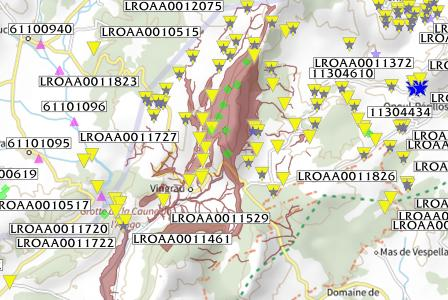 LROAA0012075
61100940
LROAA0010515
LROAA0011372
11304610
LROAA0011823
61101096
11304434
LROAA0011727
61101095
00619
LROAA0011826
Vingrau
LROAA0010517
LROAA0011529
LROAA0011720
LROAA0011461
LROAA0011722
Mas de Vespella
Domaine de